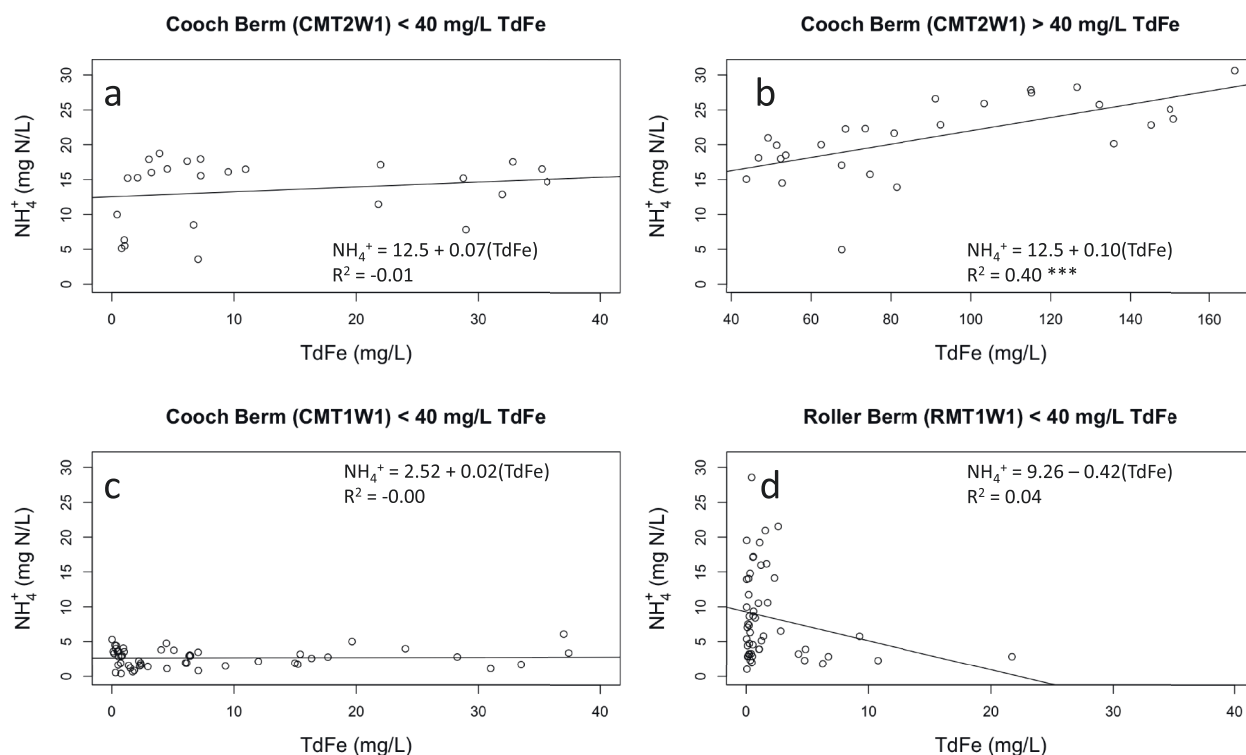 Cooch Berm (CMT2W1) < 40 mg/L TdFe
a
NH₄⁺ (mg N/L)
30
25
20
15
10
5
0
NH₄⁺ = 12.5 + 0.07(TdFe)
R² = -0.01
0 10 20 30 40
TdFe (mg/L)
Cooch Berm (CMT2W1) > 40 mg/L TdFe
b
NH₄⁺ (mg N/L)
30
25
20
15
10
5
0
NH₄⁺ = 12.5 + 0.10(TdFe)
R² = 0.40 ***
40 60 80 100 120 140 160
TdFe (mg/L)
Cooch Berm (CMT1W1) < 40 mg/L TdFe
c
NH₄⁺ = 2.52 + 0.02(TdFe)
R² = -0.00
NH₄⁺ (mg N/L)
30
25
20
15
10
5
0
0 10 20 30 40
TdFe (mg/L)
Roller Berm (RMT1W1) < 40 mg/L TdFe
d
NH₄⁺ = 9.26 – 0.42(TdFe)
R² = 0.04
NH₄⁺ (mg N/L)
30
25
20
15
10
5
0
0 10 20 30 40
TdFe (mg/L)